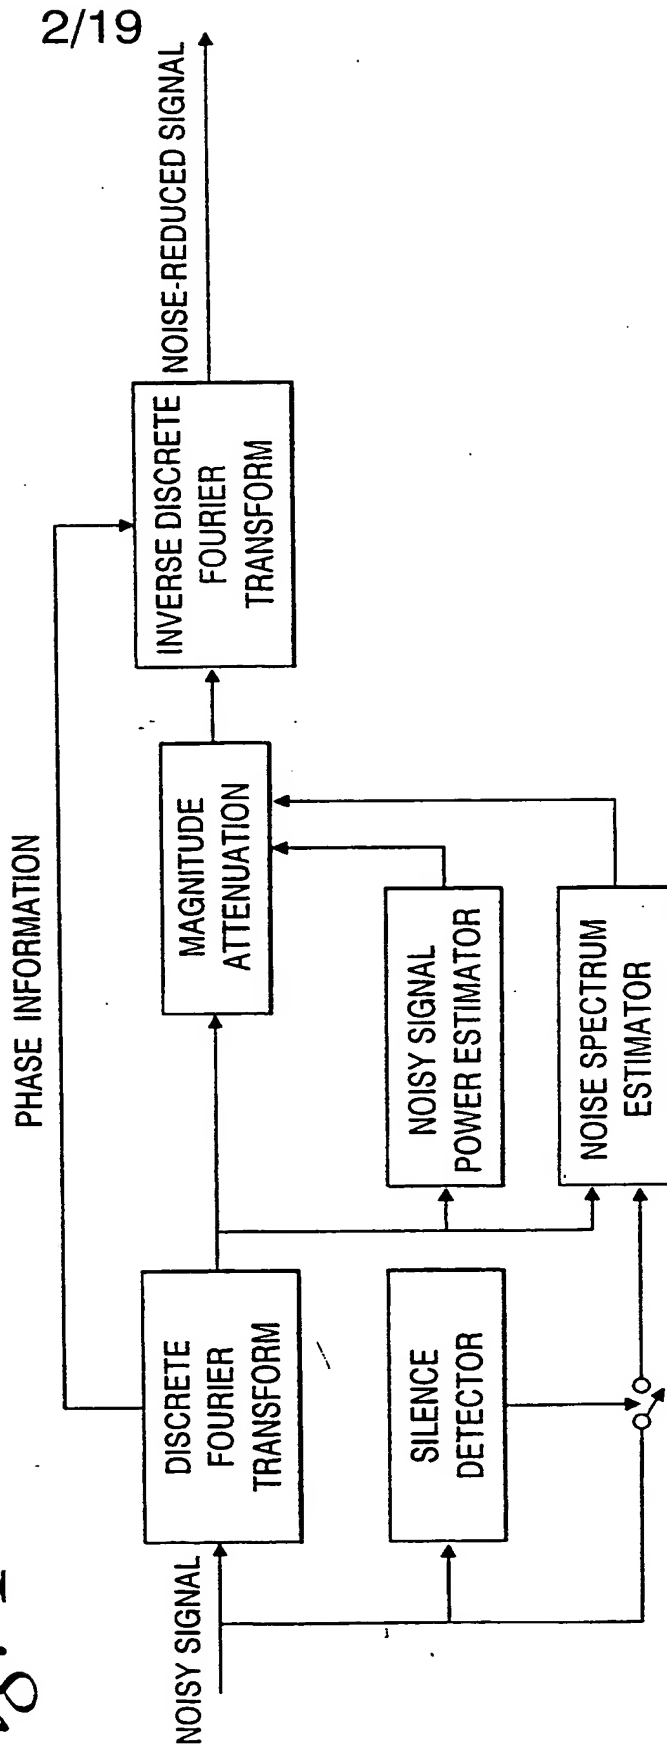 2/19
PHASE INFORMATION
NOISY SIGNAL
DISCRETE
FOURIER
TRANSFORM
MAGNITUDE
ATTENUATION
INVERSE DISCRETE
FOURIER
TRANSFORM
NOISE-REDUCED SIGNAL
SILENCE
DETECTOR
NOISY SIGNAL
POWER ESTIMATOR
NOISE SPECTRUM
ESTIMATOR